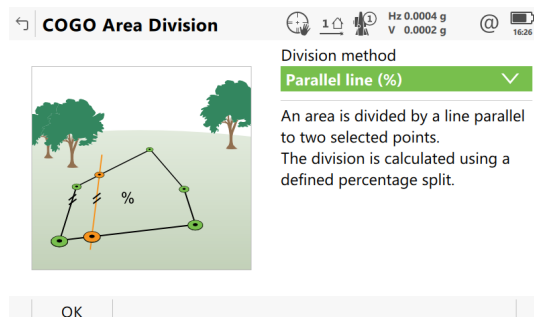 COGO Area Division
1
1
Hz 0.0004 g
V 0.0002 g
@
16:26
Division method
Parallel line (%)
An area is divided by a line parallel
to two selected points.
The division is calculated using a
defined percentage split.
%
OK